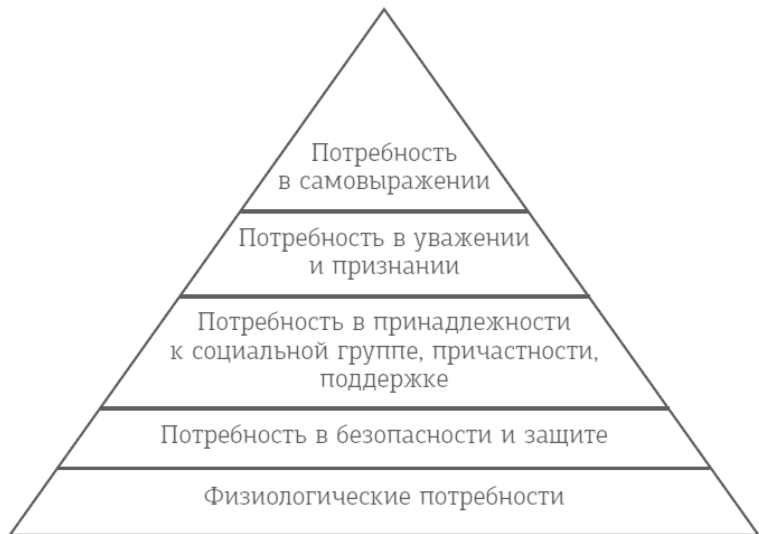 Потребность
в самовыражении
Потребность в уважении
и признании
Потребность в принадлежности
к социальной группе, причастности,
поддержке
Потребность в безопасности и защите
Физиологические потребности